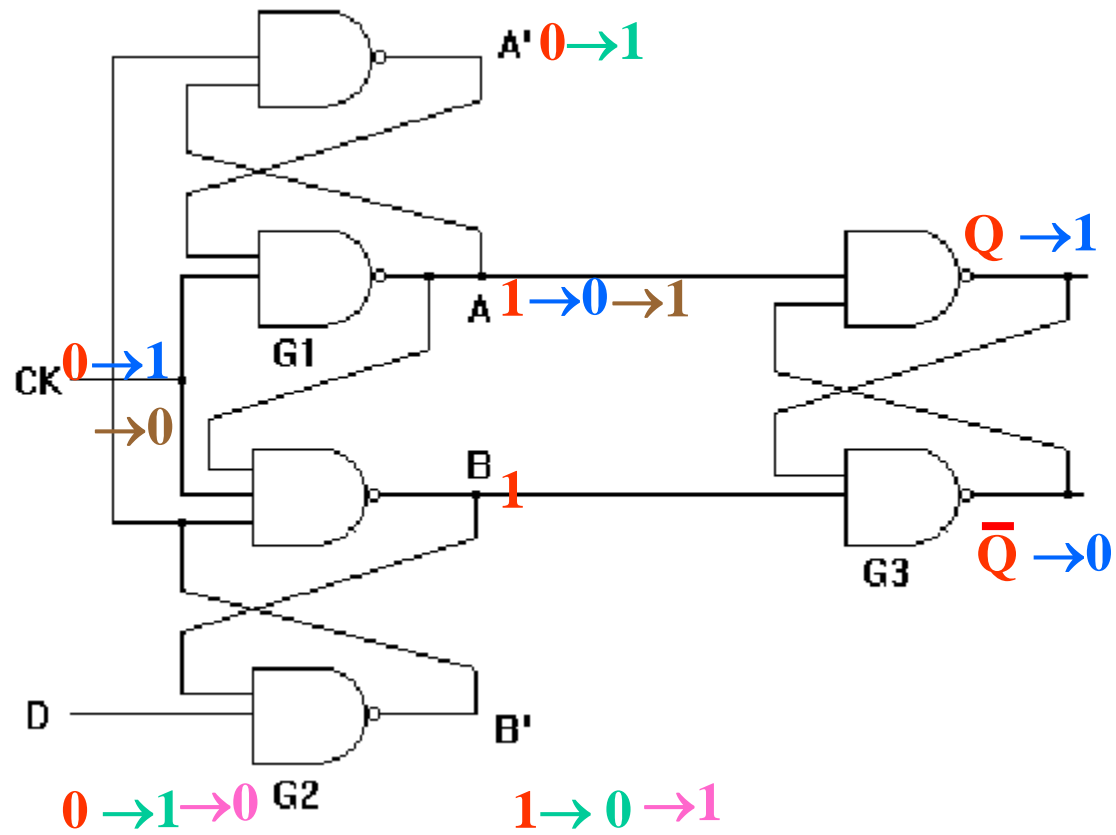 A' 0→1
Q →1
A 1→0→1
G1
CK 0→1
→0
B 1
Q̄ →0
G3
D
B'
G2
0→1→0
1→0→1